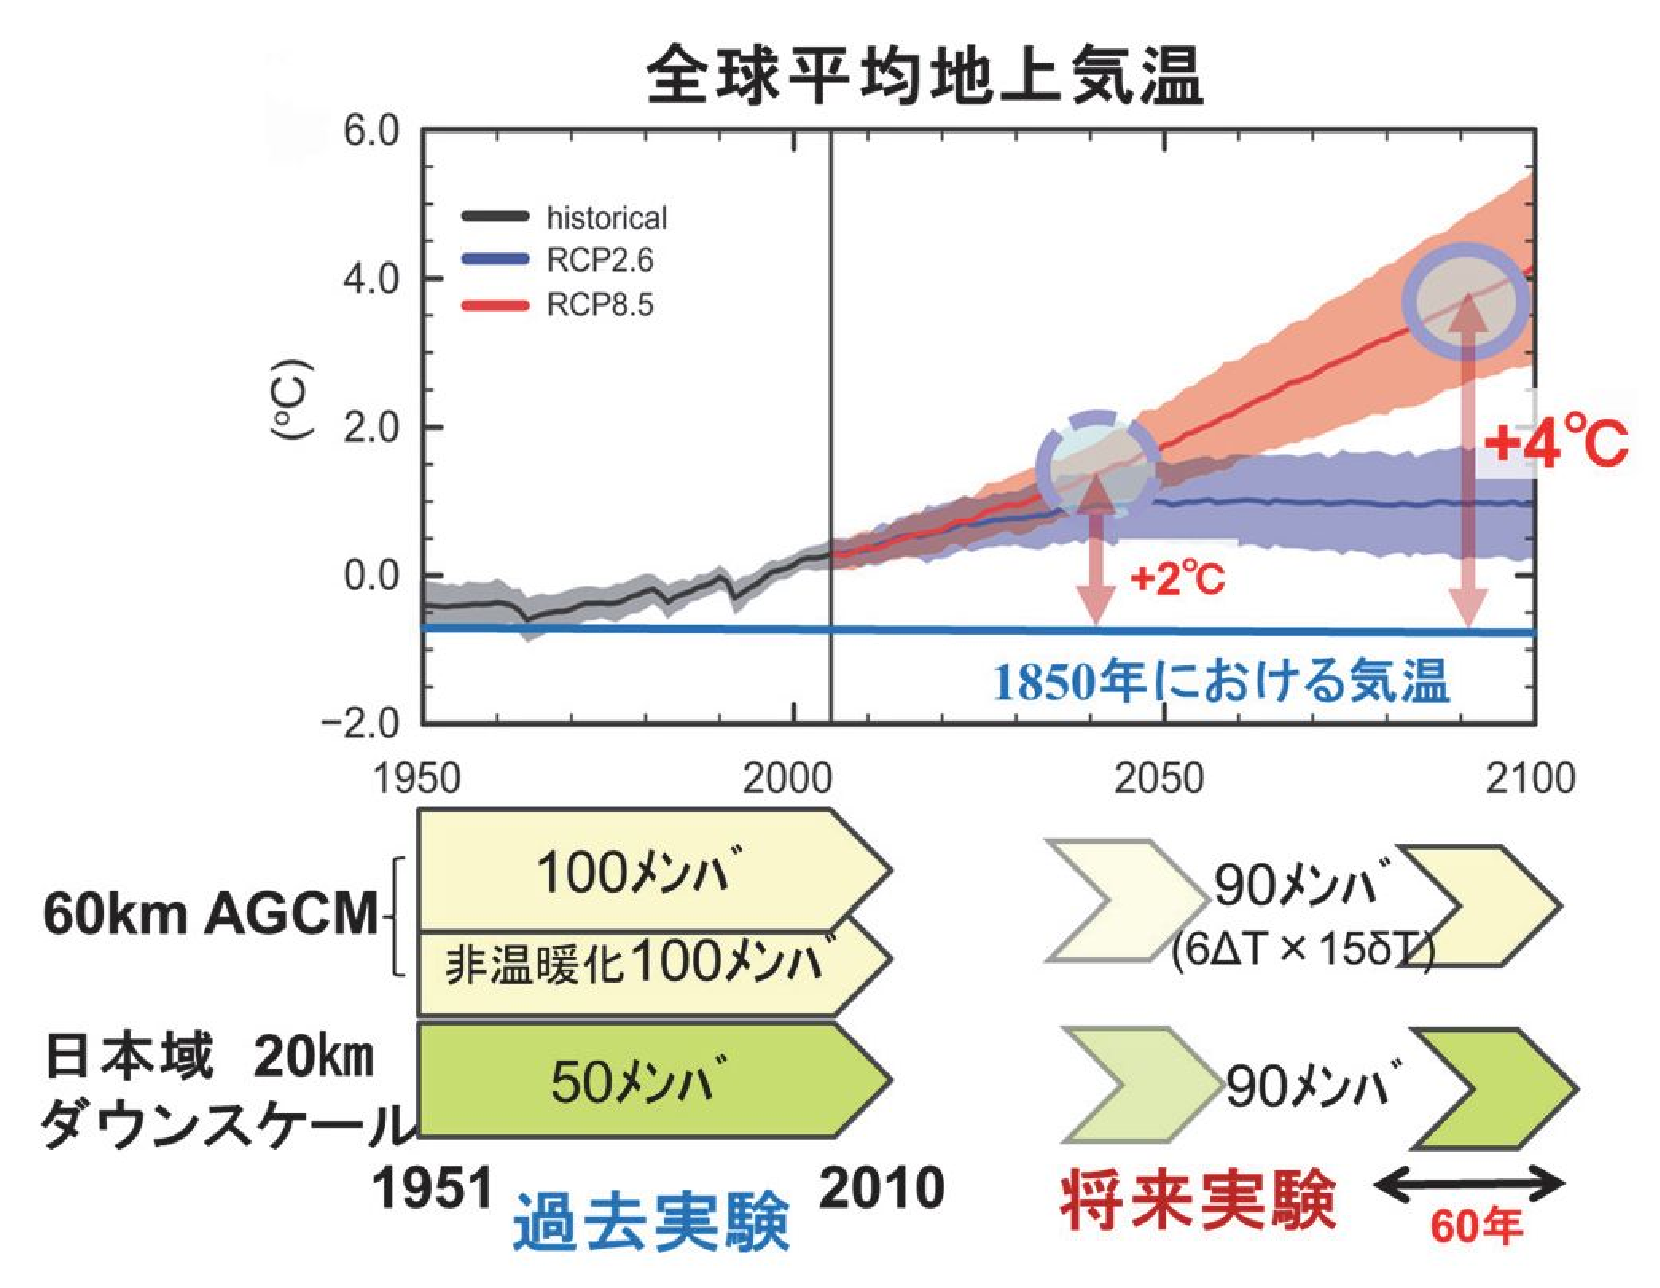 全球平均地上気温
6.0
4.0
2.0
0.0
−2.0
(°C)
historical
RCP2.6
RCP8.5
+4℃
+2℃
1850年における気温
1950 2000 2050 2100
60km AGCM
100ﾒﾝﾊﾞ
非温暖化100ﾒﾝﾊﾞ
90ﾒﾝﾊﾞ
(6ΔT×15δT)
日本域 20㎞
ダウンスケール
50ﾒﾝﾊﾞ
90ﾒﾝﾊﾞ
1951 2010
過去実験
将来実験
60年